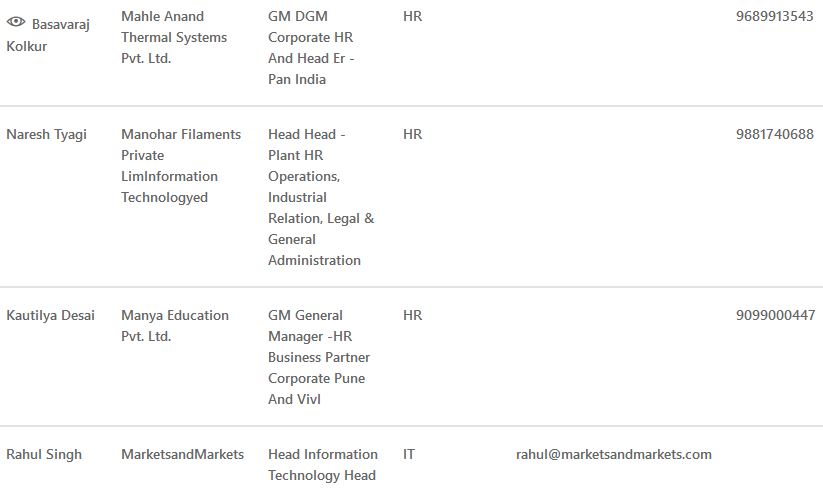 Basavaraj Kolkur
Mahle Anand Thermal Systems Pvt. Ltd.
GM DGM Corporate HR And Head Er - Pan India
HR
9689913543
Naresh Tyagi
Manohar Filaments Private LimInformation Technologyed
Head Head - Plant HR Operations, Industrial Relation, Legal & General Administration
HR
9881740688
Kautilya Desai
Manya Education Pvt. Ltd.
GM General Manager -HR Business Partner Corporate Pune And Vivl
HR
9099000447
Rahul Singh
MarketsandMarkets
Head Information Technology Head
IT
rahul@marketsandmarkets.com